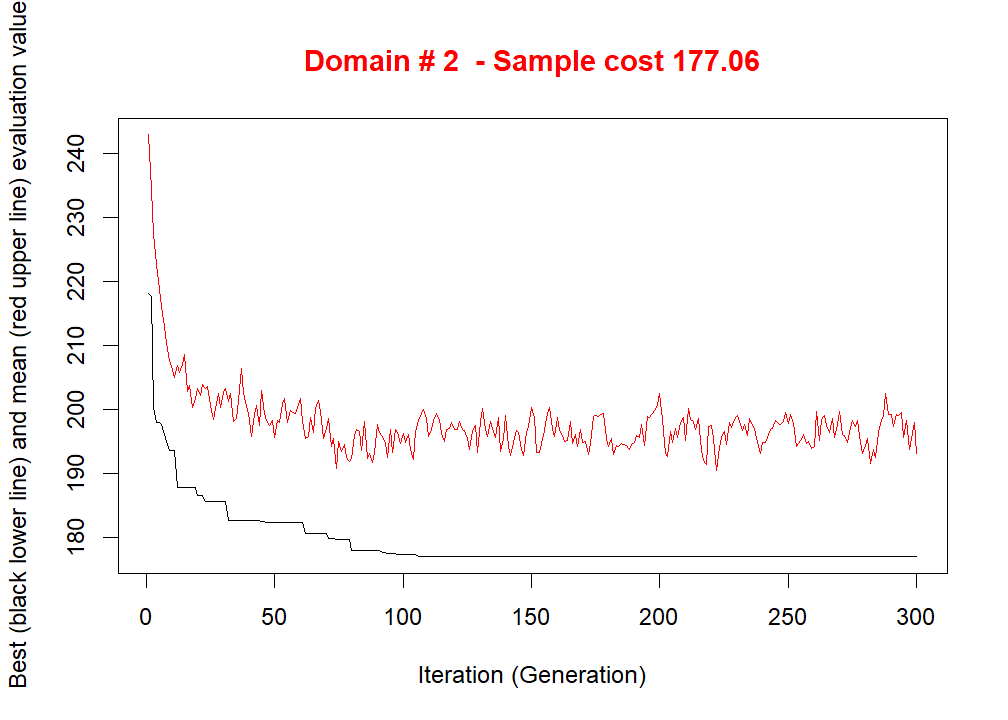 Domain # 2  - Sample cost 177.06
Best (black lower line) and mean (red upper line) evaluation value
240
230
220
210
200
190
180
0 50 100 150 200 250 300
Iteration (Generation)